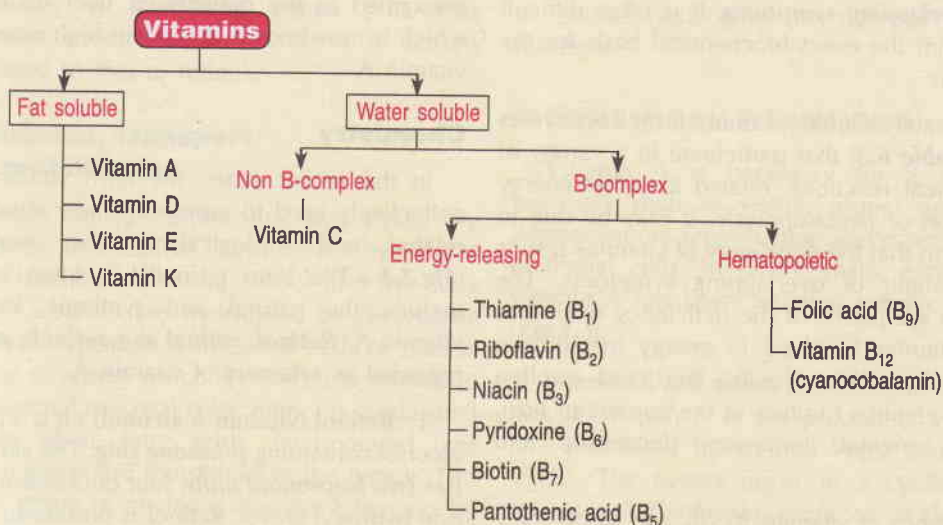 Vitamins
Fat soluble
Water soluble
Vitamin A
Vitamin D
Vitamin E
Vitamin K
Non B-complex
Vitamin C
B-complex
Energy-releasing
Hematopoietic
Thiamine (B₁)
Riboflavin (B₂)
Niacin (B₃)
Pyridoxine (B₆)
Biotin (B₇)
Pantothenic acid (B₅)
Folic acid (B₉)
Vitamin B₁₂
(cyanocobalamin)